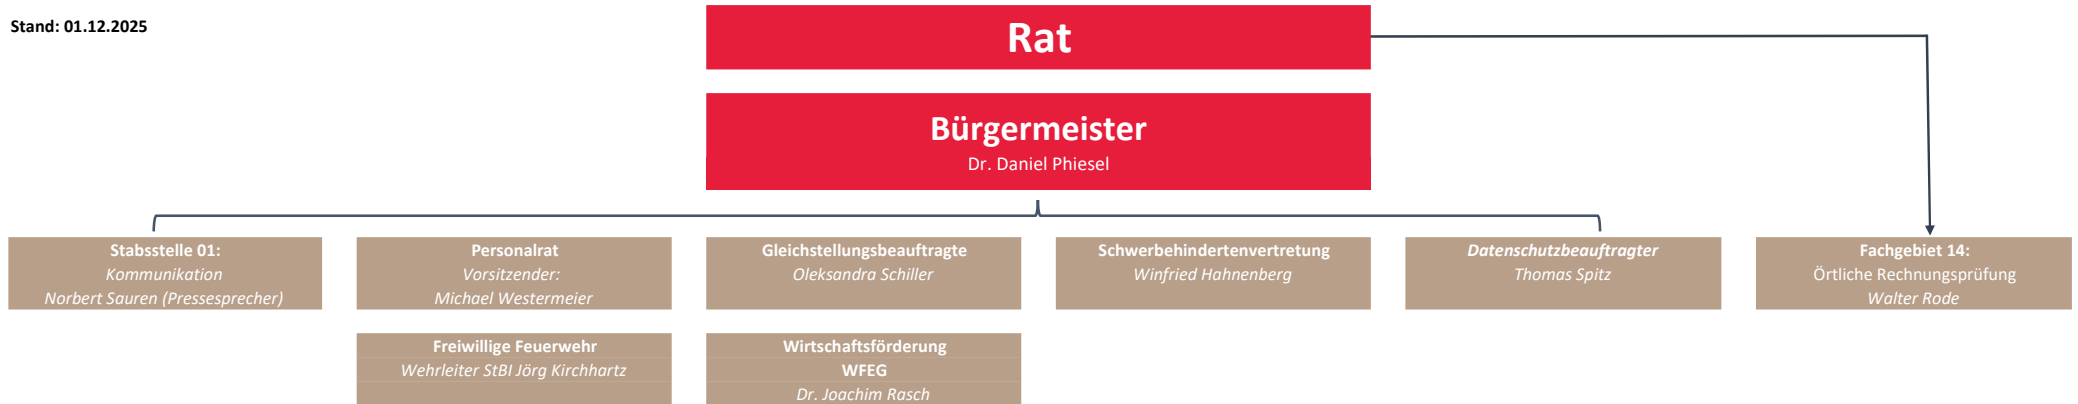 Stand: 01.12.2025
Rat
Bürgermeister
Dr. Daniel Phiesel
Stabsstelle 01:
Kommunikation
Norbert Sauren (Pressesprecher)
Personalrat
Vorsitzender:
Michael Westermeier
Gleichstellungsbeauftragte
Oleksandra Schiller
Schwerbehindertenvertretung
Winfried Hahnenberg
Datenschutzbeauftragter
Thomas Spitz
Fachgebiet 14:
Örtliche Rechnungsprüfung
Walter Rode
Freiwillige Feuerwehr
Wehrleiter StBI Jörg Kirchhartz
Wirtschaftsförderung
WFEG
Dr. Joachim Rasch